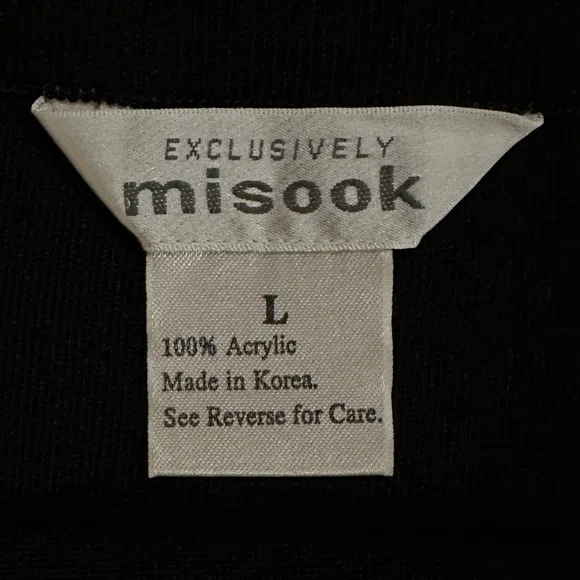 EXCLUSIVELY
misook
L
100% Acrylic
Made in Korea.
See Reverse for Care.